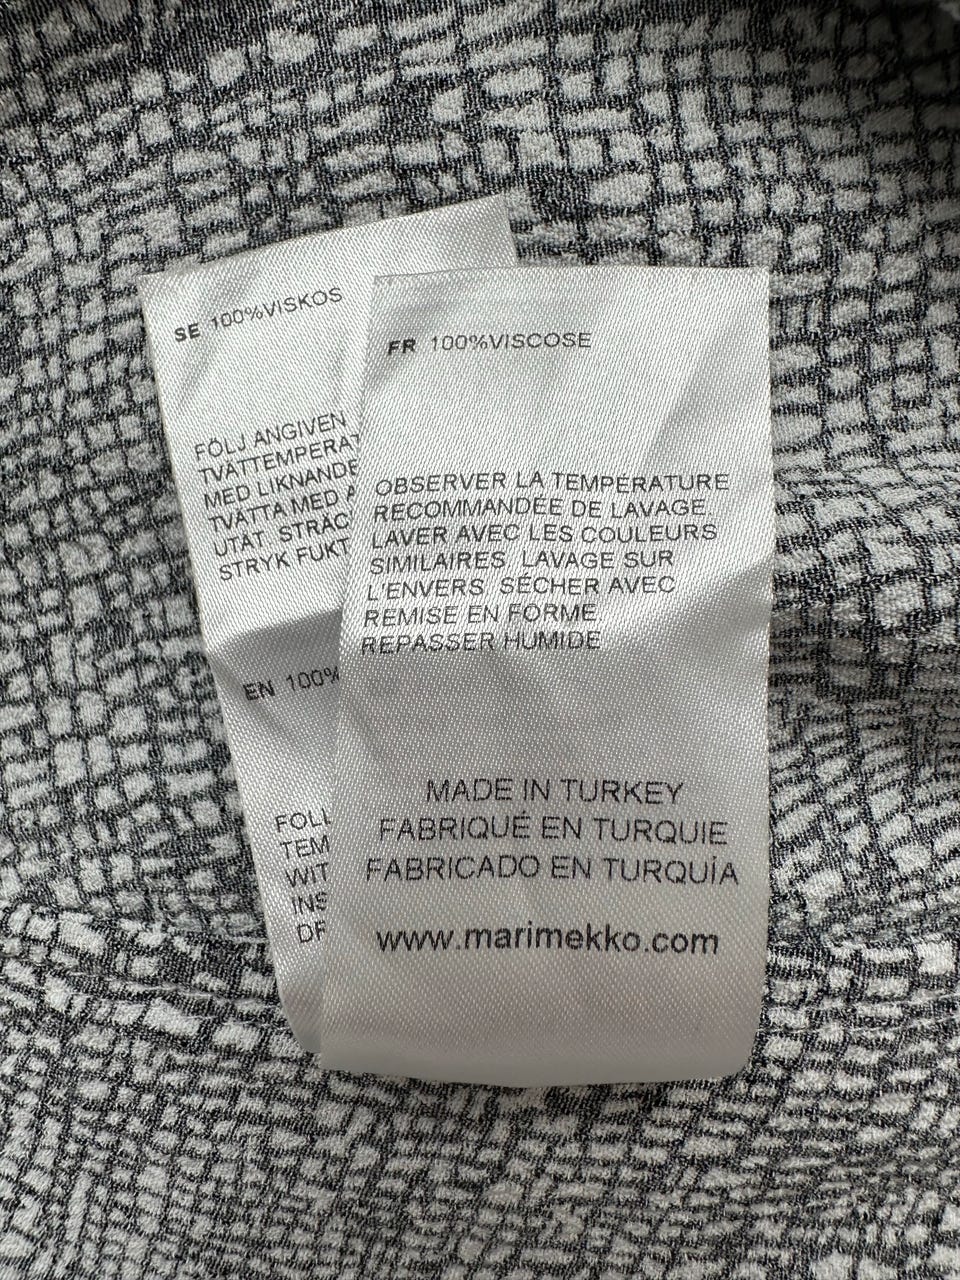 SE 100%VISKOS
FÖLJ ANGIVEN
MED LIKNANDE
TVÄTTA MED
UTÅT
STRYK FUKT
EN 100%
FR 100%VISCOSE
OBSERVER LA TEMPÉRATURE
RECOMMANDÉE DE LAVAGE
LAVER AVEC LES COULEURS
SIMILAIRES LAVAGE SUR
L'ENVERS SÉCHER AVEC
REMISE EN FORME
REPASSER HUMIDE
MADE IN TURKEY
FABRIQUÉ EN TURQUIE
FABRICADO EN TURQUÍA
www.marimekko.com